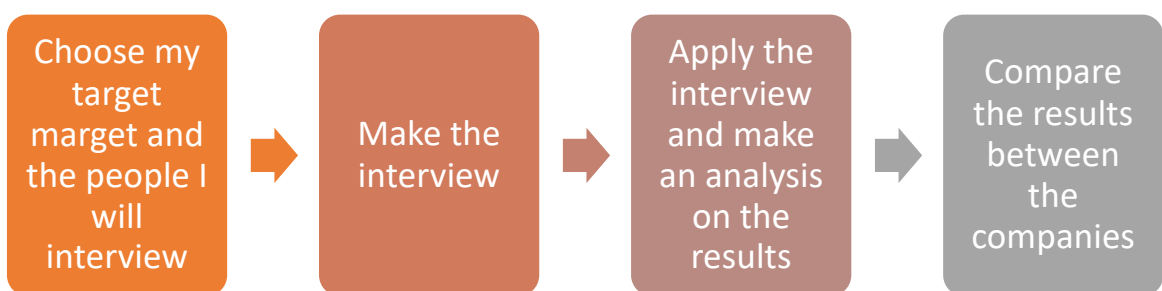 Choose my
target
marget and
the people I
will
interview
Make the
interview
Apply the
interview
and make
an analysis
on the
results
Compare
the results
between
the
companies